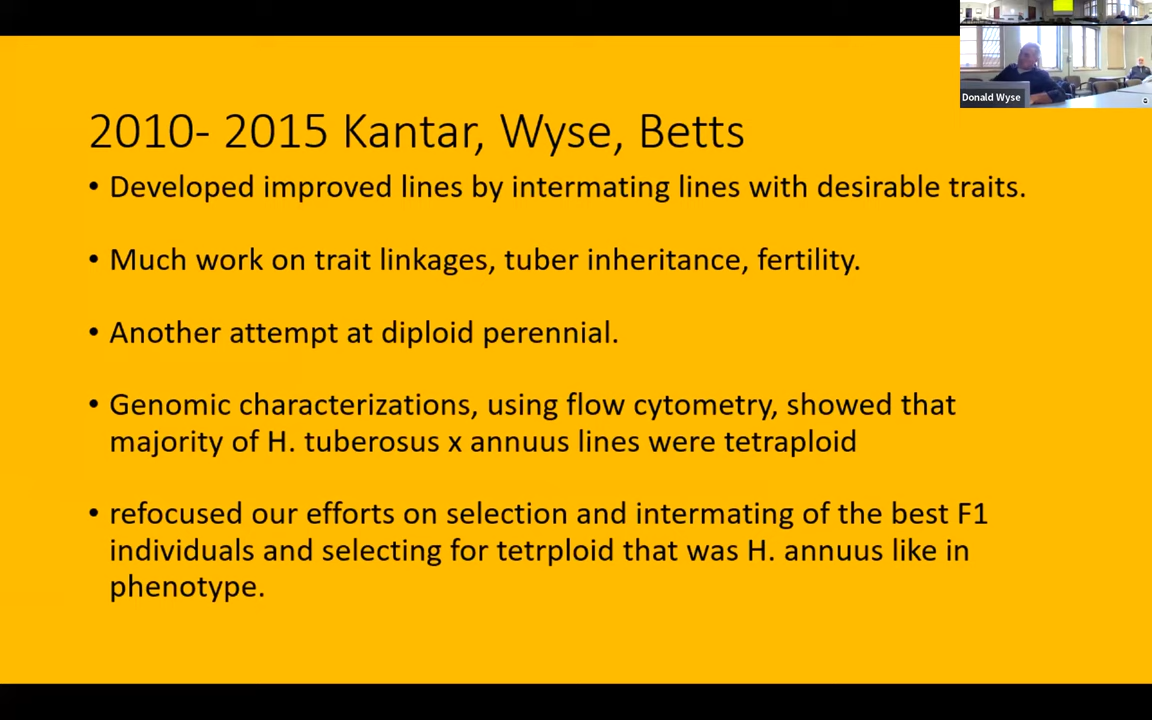 2010- 2015 Kantar, Wyse, Betts
• Developed improved lines by intermating lines with desirable traits.
• Much work on trait linkages, tuber inheritance, fertility.
• Another attempt at diploid perennial.
• Genomic characterizations, using flow cytometry, showed that
majority of H. tuberosus x annuus lines were tetraploid
• refocused our efforts on selection and intermating of the best F1
individuals and selecting for tetrploid that was H. annuus like in
phenotype.
Donald Wyse